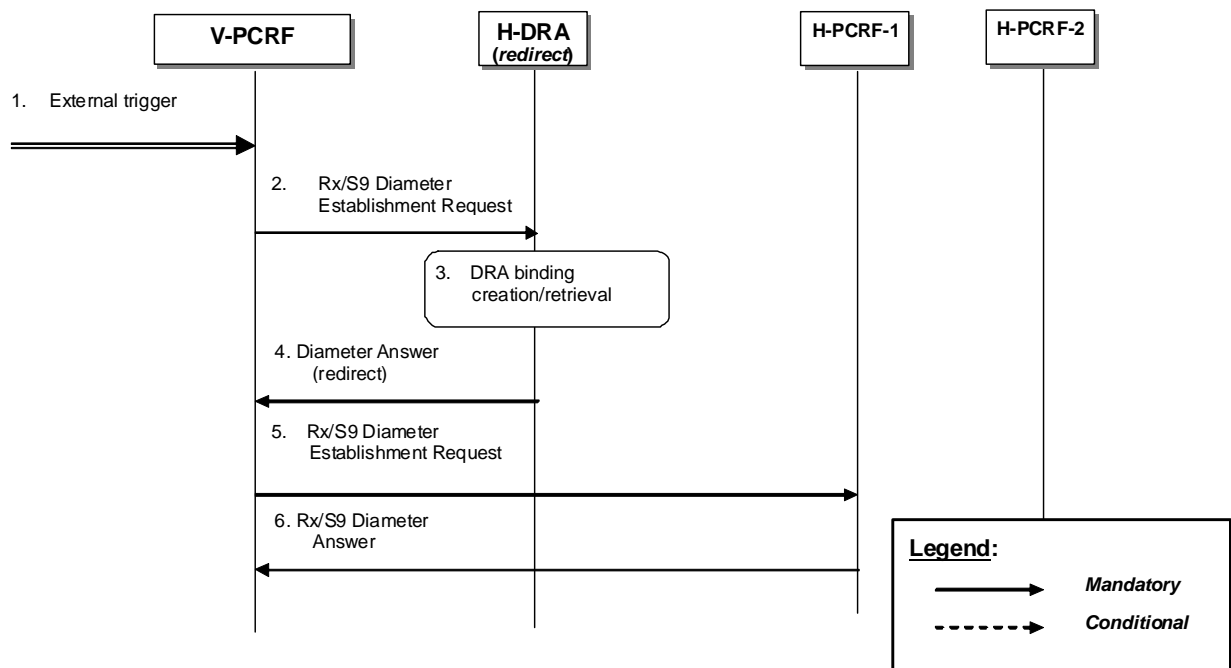 V-PCRF
H-DRA
(redirect)
H-PCRF-1
H-PCRF-2
1. External trigger
2. Rx/S9 Diameter
Establishment Request
3. DRA binding
creation/retrieval
4. Diameter Answer
(redirect)
5. Rx/S9 Diameter
Establishment Request
6. Rx/S9 Diameter
Answer
Legend:
Mandatory
Conditional